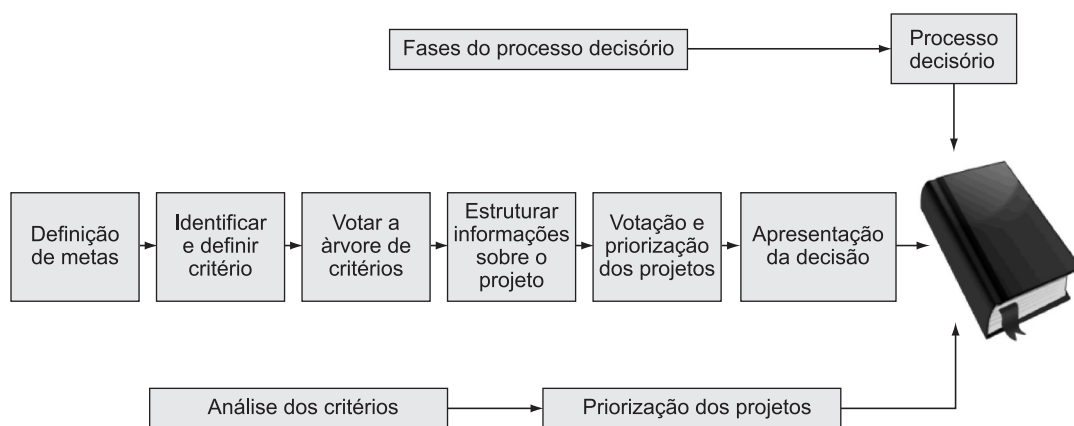 Fases do processo decisório
Processo
decisório
Definição
de metas
Identificar
e definir
critério
Votar a
àrvore de
critérios
Estruturar
informações
sobre o
projeto
Votação e
priorização
dos projetos
Apresentação
da decisão
Análise dos critérios
Priorização dos projetos